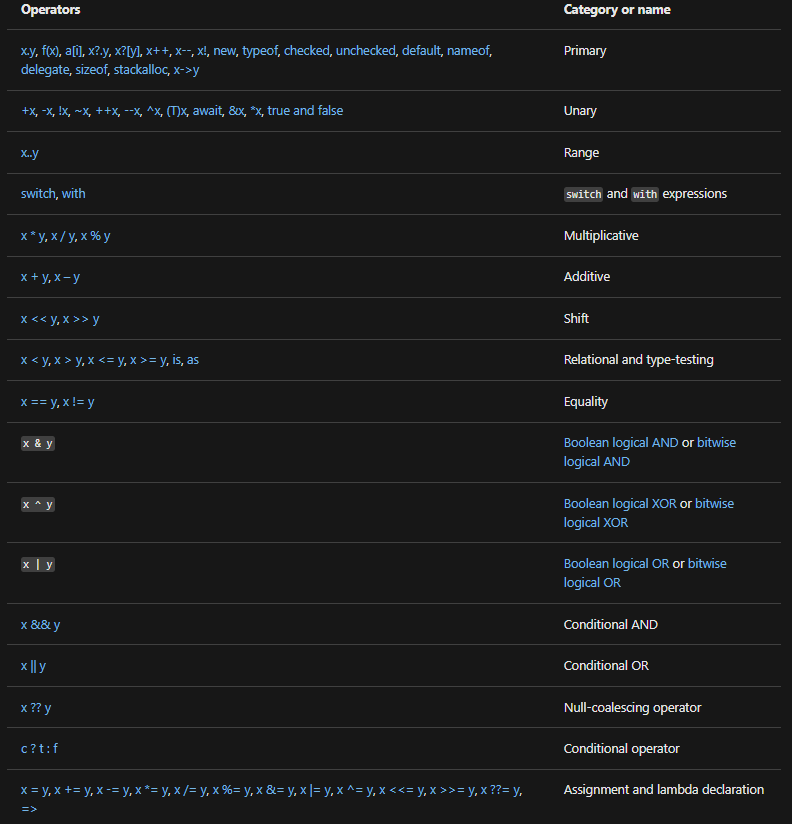 Operators Category or name
x.y, f(x), a[i], x?.y, x?[y], x++, x--, x!, new, typeof, checked, unchecked, default, nameof, Primary
delegate, sizeof, stackalloc, x->y
+x, -x, !x, ~x, ++x, --x, ^x, (T)x, await, &x, *x, true and false Unary
x..y Range
switch, with switch and with expressions
x * y, x / y, x % y Multiplicative
x + y, x – y Additive
x << y, x >> y Shift
x < y, x > y, x <= y, x >= y, is, as Relational and type-testing
x == y, x != y Equality
x & y Boolean logical AND or bitwise
logical AND
x ^ y Boolean logical XOR or bitwise
logical XOR
x | y Boolean logical OR or bitwise
logical OR
x && y Conditional AND
x || y Conditional OR
x ?? y Null-coalescing operator
c ? t : f Conditional operator
x = y, x += y, x -= y, x *= y, x /= y, x %= y, x &= y, x |= y, x ^= y, x <<= y, x >>= y, x ??= y, Assignment and lambda declaration
=>